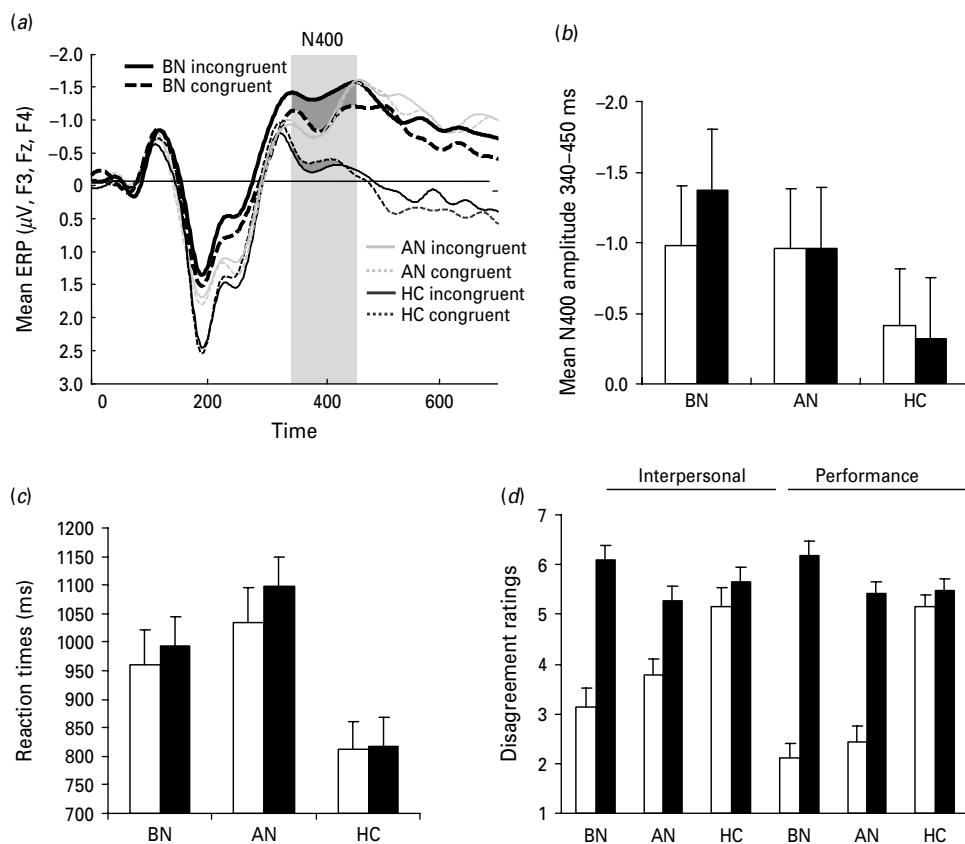 (a)
N400
−2.0
−1.5
−1.0
−0.5
0
0.5
1.0
1.5
2.0
2.5
3.0
Mean ERP (μV, F3, Fz, F4)
BN incongruent
BN congruent
AN incongruent
AN congruent
HC incongruent
HC congruent
0 200 400 600
Time
(b)
−2.0
−1.5
−1.0
−0.5
0.0
Mean N400 amplitude 340–450 ms
BN AN HC
(c)
1200
1150
1100
1050
1000
950
900
850
800
750
700
Reaction times (ms)
BN AN HC
(d)
Interpersonal Performance
7
6
5
4
3
2
1
Disagreement ratings
BN AN HC BN AN HC